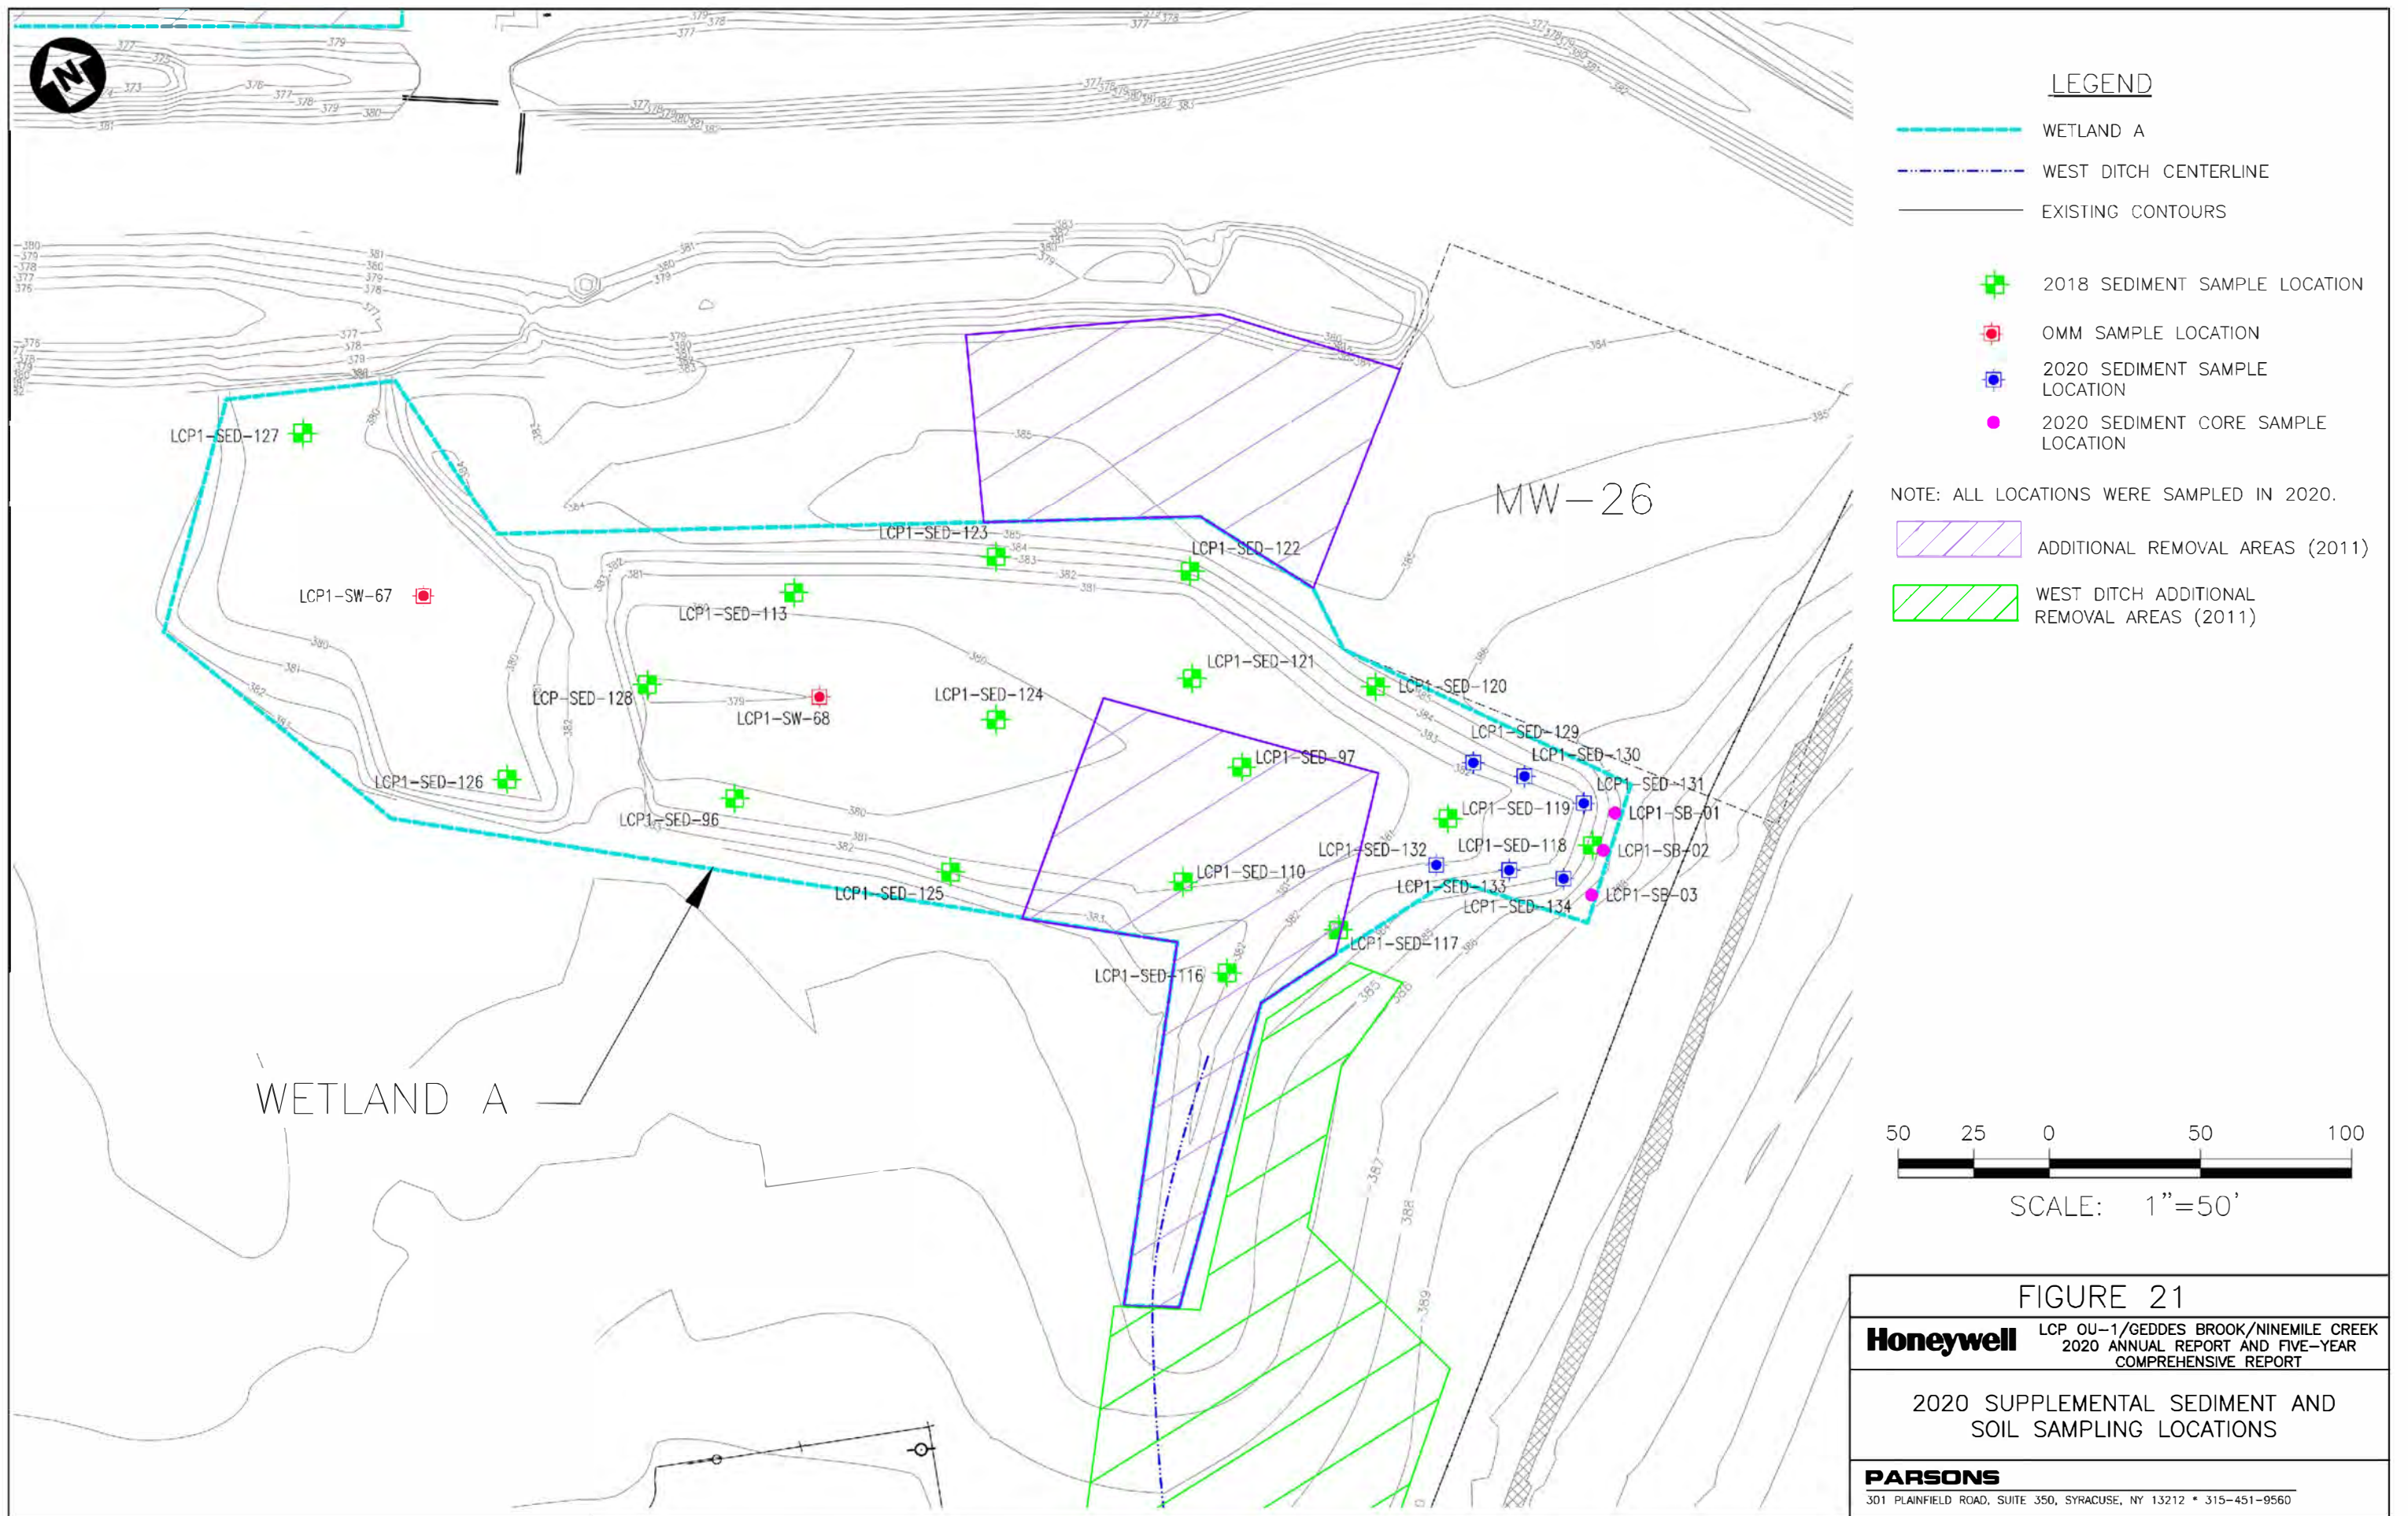 N
LCP1-SED-127
LCP1-SW-67
LCP1-SED-126
LCP-SED-128
LCP1-SED-113
LCP1-SED-123
LCP1-SED-122
LCP1-SW-68
LCP1-SED-124
LCP1-SED-121
LCP1-SED-120
LCP1-SED-96
LCP1-SED-97
LCP1-SED-129
LCP1-SED-130
LCP1-SED-131
LCP1-SED-119
LCP1-SB-01
LCP1-SED-118
LCP1-SB-02
LCP1-SED-132
LCP1-SED-133
LCP1-SED-134
LCP1-SB-03
LCP1-SED-125
LCP1-SED-110
LCP1-SED-117
LCP1-SED-116
MW-26
WETLAND A
385
386
387
388
389
LEGEND
WETLAND A
WEST DITCH CENTERLINE
EXISTING CONTOURS
2018 SEDIMENT SAMPLE LOCATION
OMM SAMPLE LOCATION
2020 SEDIMENT SAMPLE
LOCATION
2020 SEDIMENT CORE SAMPLE
LOCATION
NOTE: ALL LOCATIONS WERE SAMPLED IN 2020.
ADDITIONAL REMOVAL AREAS (2011)
WEST DITCH ADDITIONAL
REMOVAL AREAS (2011)
50 25 0 50 100
SCALE: 1"=50'
FIGURE 21
Honeywell
LCP OU-1/GEDDES BROOK/NINEMILE CREEK
2020 ANNUAL REPORT AND FIVE-YEAR
COMPREHENSIVE REPORT
2020 SUPPLEMENTAL SEDIMENT AND
SOIL SAMPLING LOCATIONS
PARSONS
301 PLAINFIELD ROAD, SUITE 350, SYRACUSE, NY 13212 * 315-451-9560